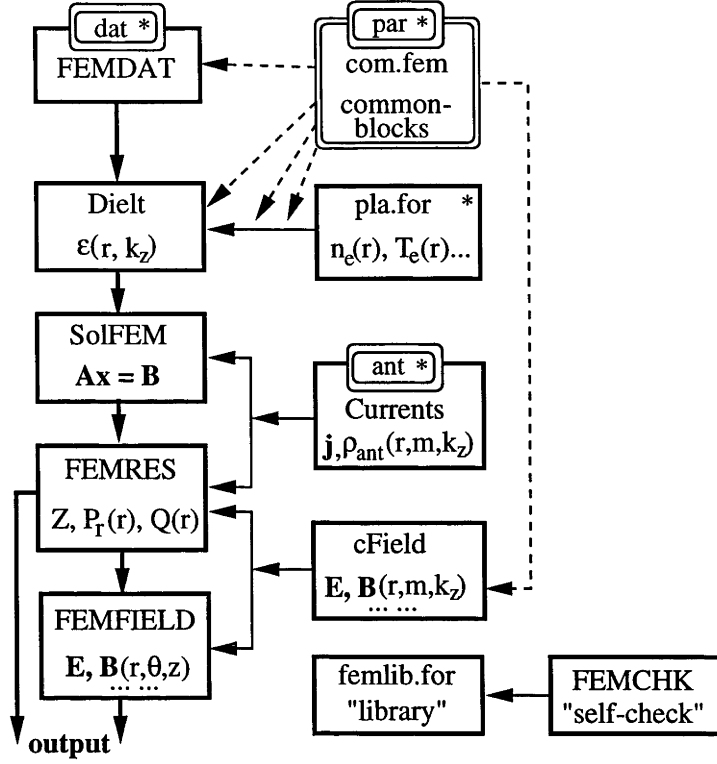 dat *
FEMDAT
par *
com.fem
common-
blocks
Dielt
ε(r, k_z)
pla.for *
n_e(r), T_e(r)...
SolFEM
Ax = B
ant *
Currents
j,ρ_ant(r,m,k_z)
FEMRES
Z, P_r(r), Q(r)
cField
E, B(r,m,k_z)
... ...
FEMFIELD
E, B(r,θ,z)
... ...
femlib.for
"library"
FEMCHK
"self-check"
output